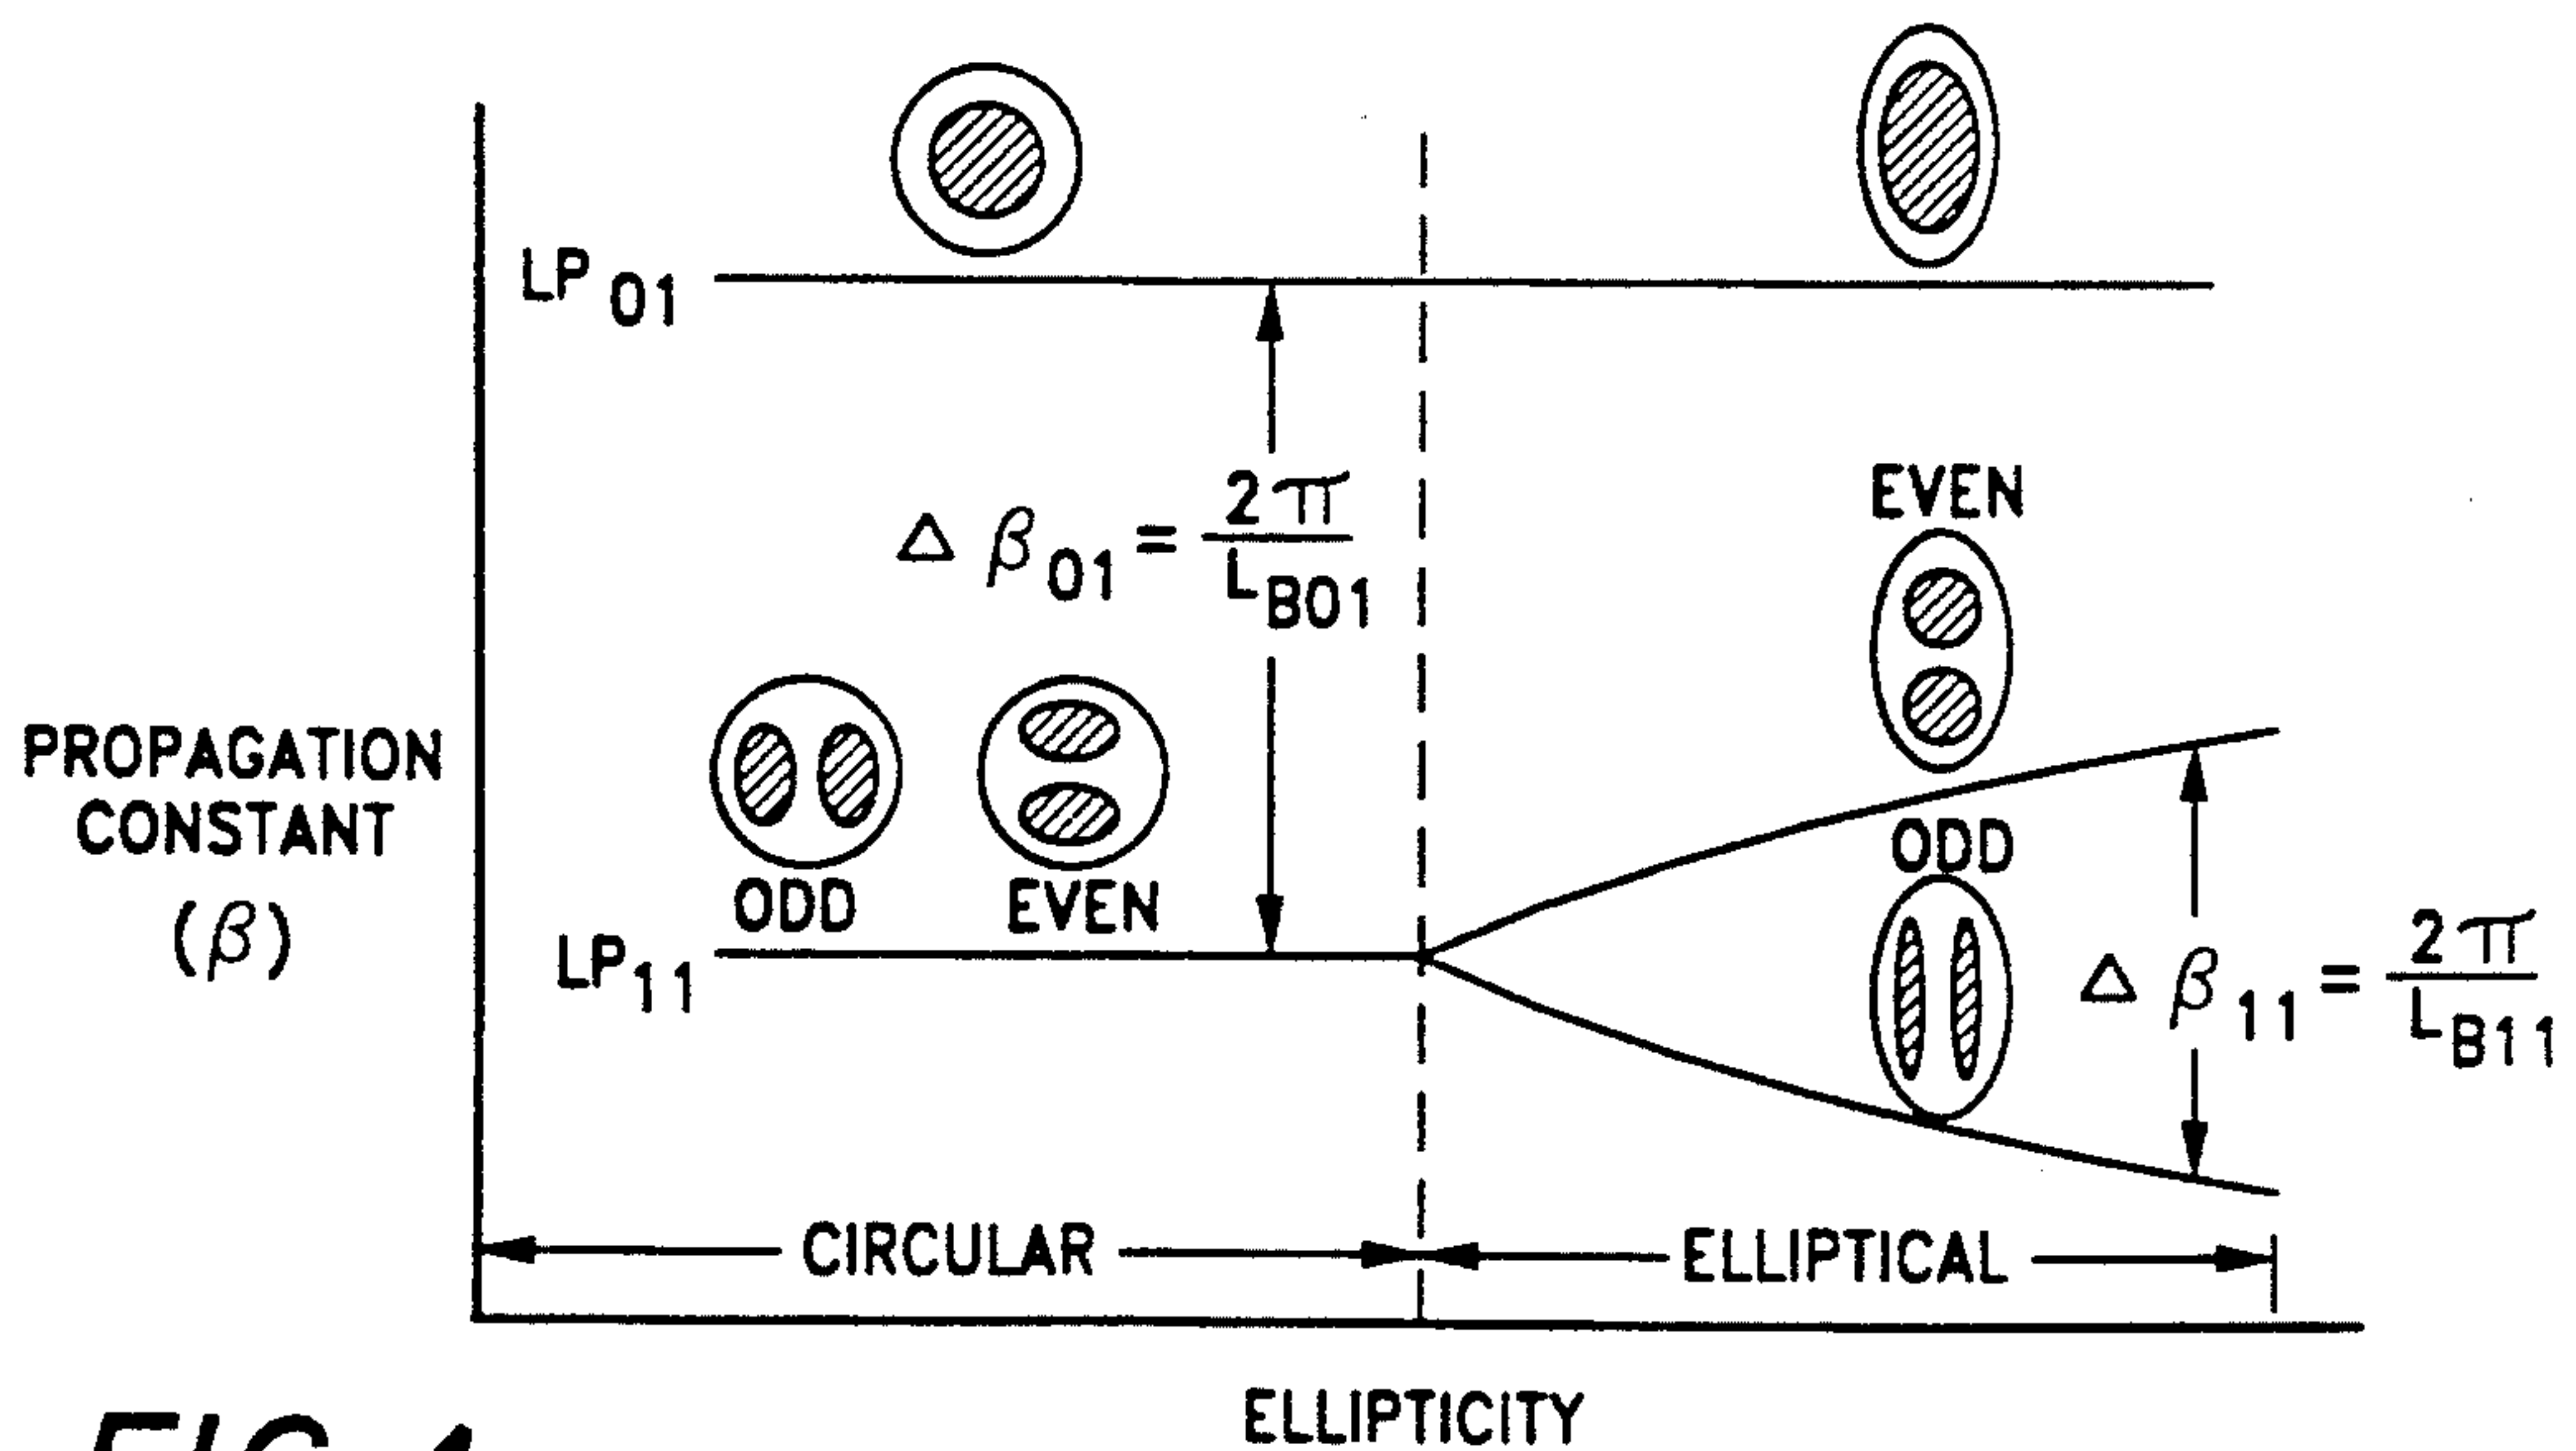 LP01
Δ β01 = 2π / LB01
EVEN
PROPAGATION
CONSTANT
(β)
ODD
EVEN
ODD
LP11
Δ β11 = 2π / LB11
CIRCULAR
ELLIPTICAL
ELLIPTICITY